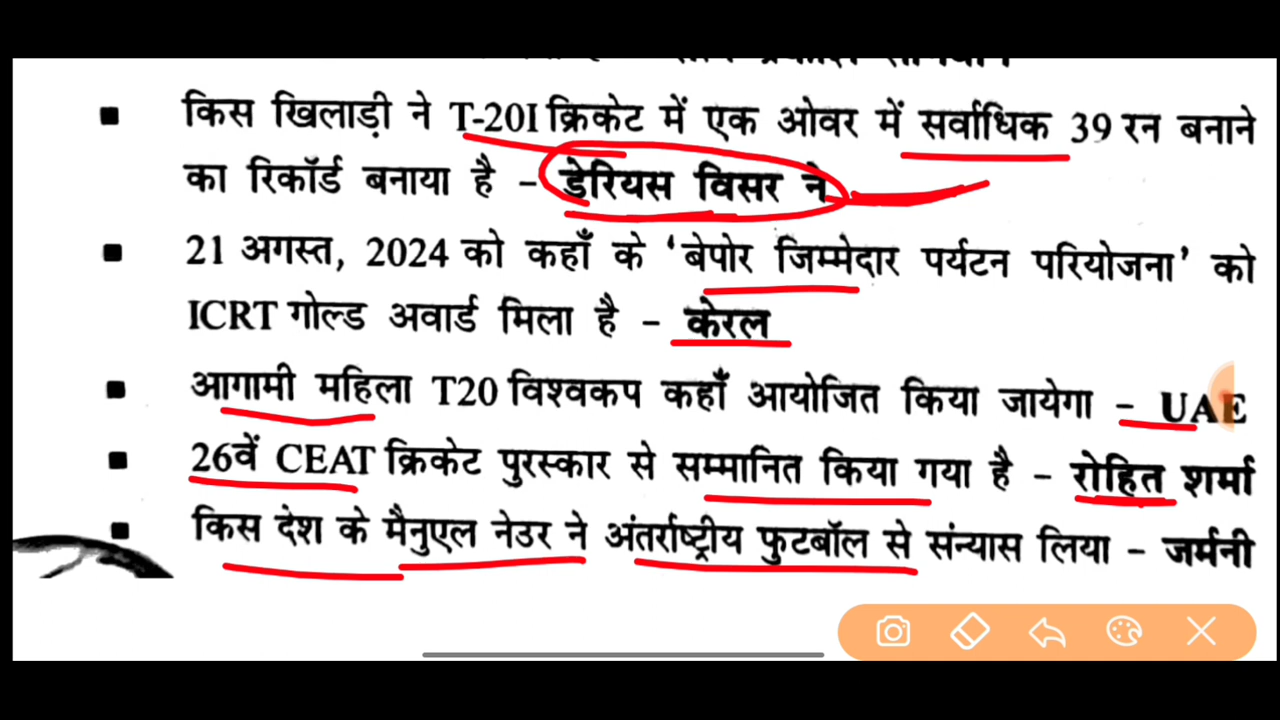 किस खिलाड़ी ने T-20I क्रिकेट में एक ओवर में सर्वाधिक 39 रन बनाने
का रिकॉर्ड बनाया है - डेरियस विसर ने
21 अगस्त, 2024 को कहाँ के ‘बेपोर जिम्मेदार पर्यटन परियोजना’ को
ICRT गोल्ड अवार्ड मिला है - केरल
आगामी महिला T20 विश्वकप कहाँ आयोजित किया जायेगा - UAE
26वें CEAT क्रिकेट पुरस्कार से सम्मानित किया गया है - रोहित शर्मा
किस देश के मैनुएल नेउर ने अंतर्राष्ट्रीय फुटबॉल से संन्यास लिया - जर्मनी